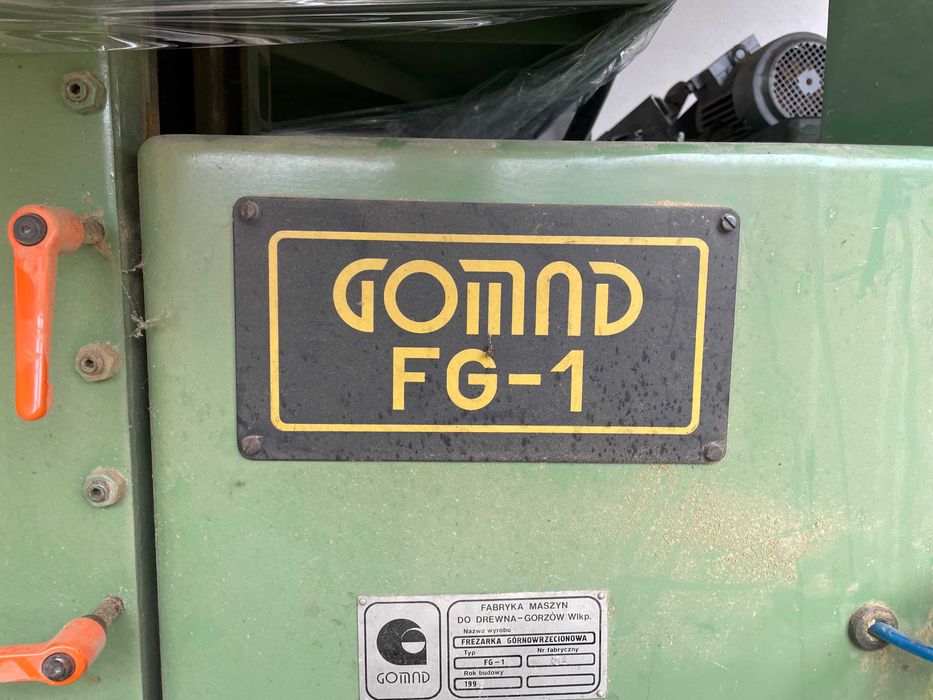 GOMAD
FG-1
FABRYKA MASZYN
DO DREWNA-GORZÓW Wlkp.
Nazwa wyrobu
FREZARKA GÓRNOWRZECIONOWA
Typ
Nr fabryczny
FG-1
Rok budowy
199
GOMAD